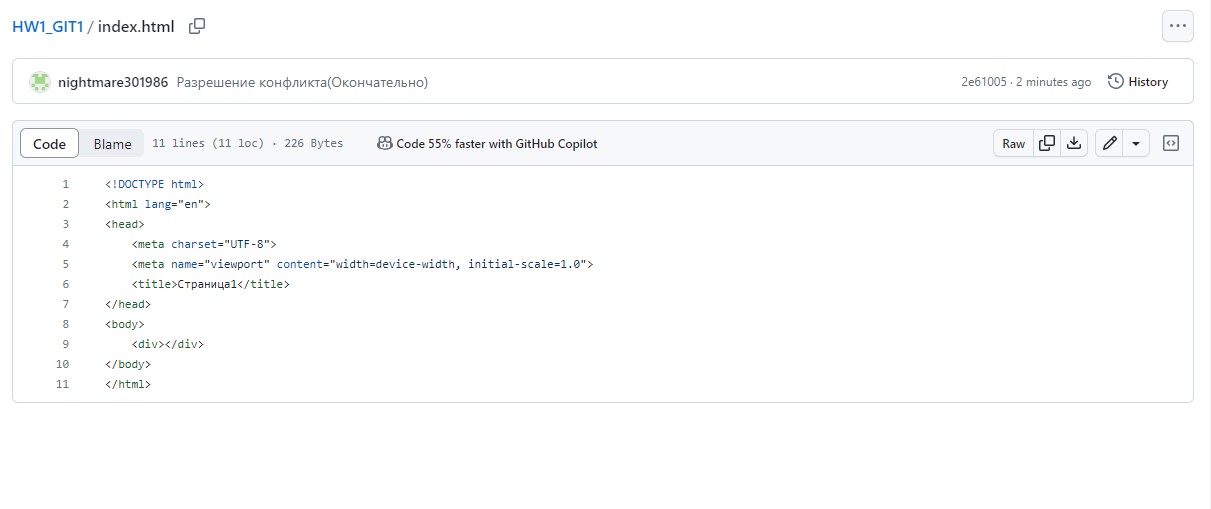 HW1_GIT1 / index.html
nightmare301986 Разрешение конфликта(Окончательно) 2e61005 · 2 minutes ago History
Code Blame 11 lines (11 loc) · 226 Bytes Code 55% faster with GitHub Copilot Raw
1 <!DOCTYPE html>
2 <html lang="en">
3 <head>
4 <meta charset="UTF-8">
5 <meta name="viewport" content="width=device-width, initial-scale=1.0">
6 <title>Страница1</title>
7 </head>
8 <body>
9 <div></div>
10 </body>
11 </html>